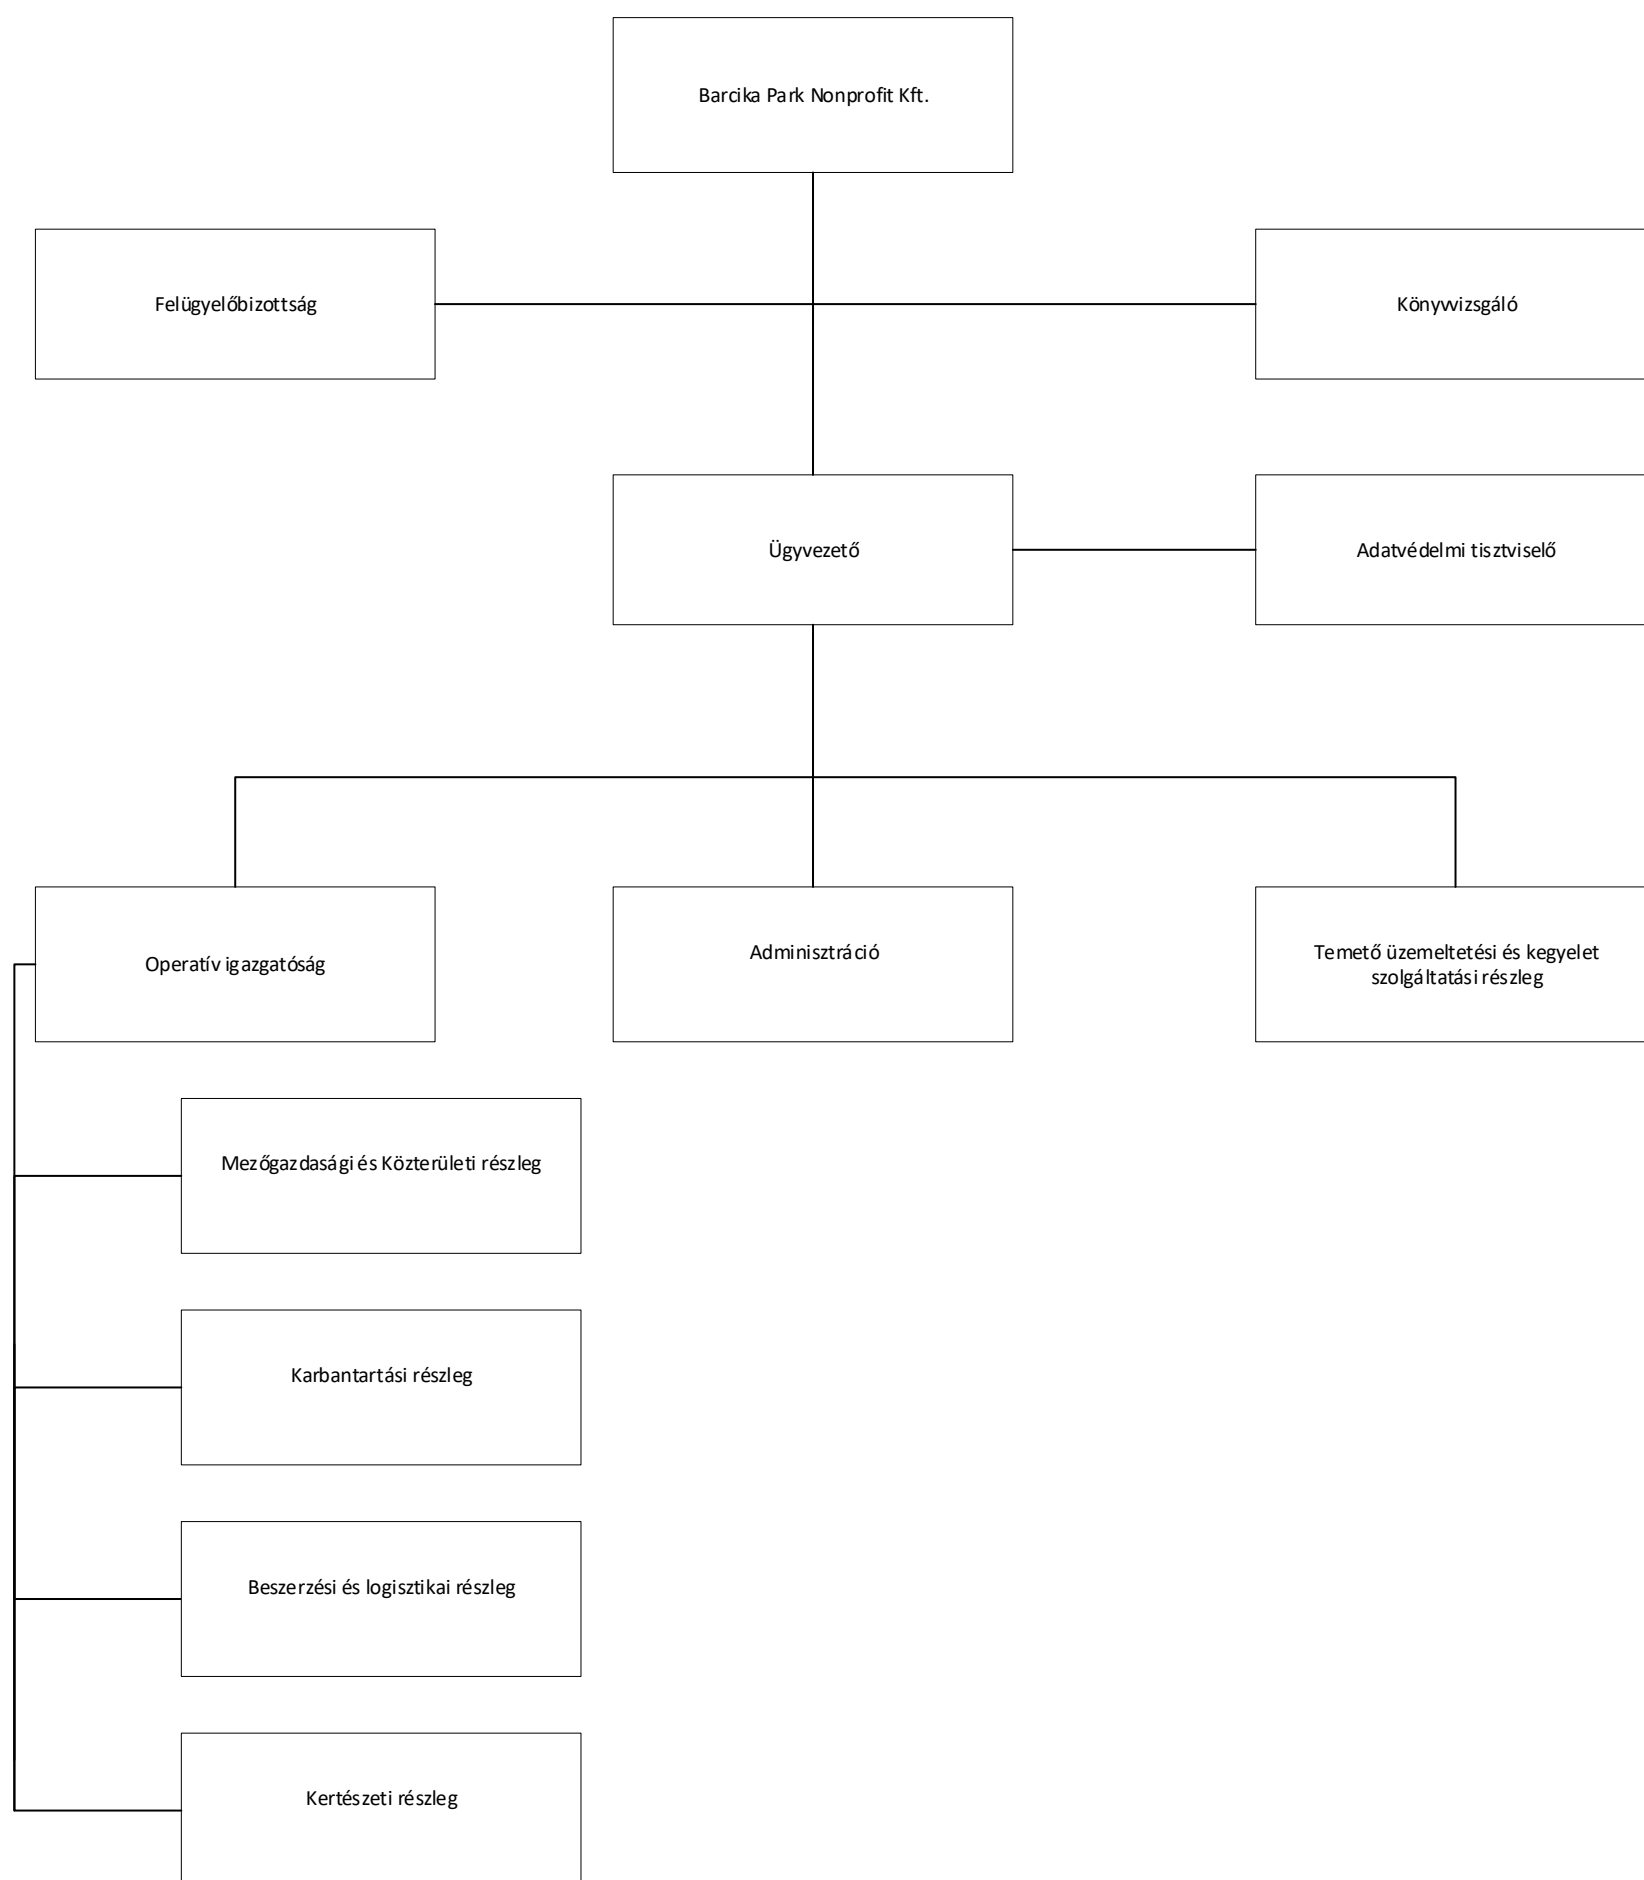 Barcika Park Nonprofit Kft.
Felügyelőbizottság
Könyvvizsgáló
Ügyvezető
Adatvédelmi tisztviselő
Operatív igazgatóság
Adminisztráció
Temető üzemeltetési és kegyelet
szolgáltatási részleg
Mezőgazdasági és Közterületi részleg
Karbantartási részleg
Beszerzési és logisztikai részleg
Kertészeti részleg